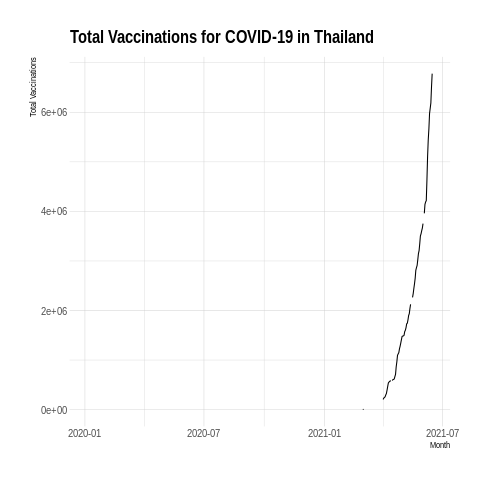 Total Vaccinations for COVID-19 in Thailand
Total Vaccinations
6e+06
4e+06
2e+06
0e+00
2020-01 2020-07 2021-01 2021-07
Month